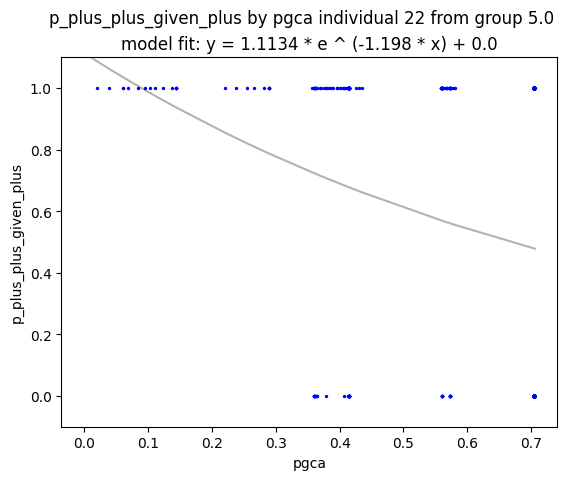 p_plus_plus_given_plus by pgca individual 22 from group 5.0
model fit: y = 1.1134 * e ^ (-1.198 * x) + 0.0
p_plus_plus_given_plus
1.0
0.8
0.6
0.4
0.2
0.0
0.0 0.1 0.2 0.3 0.4 0.5 0.6 0.7
pgca